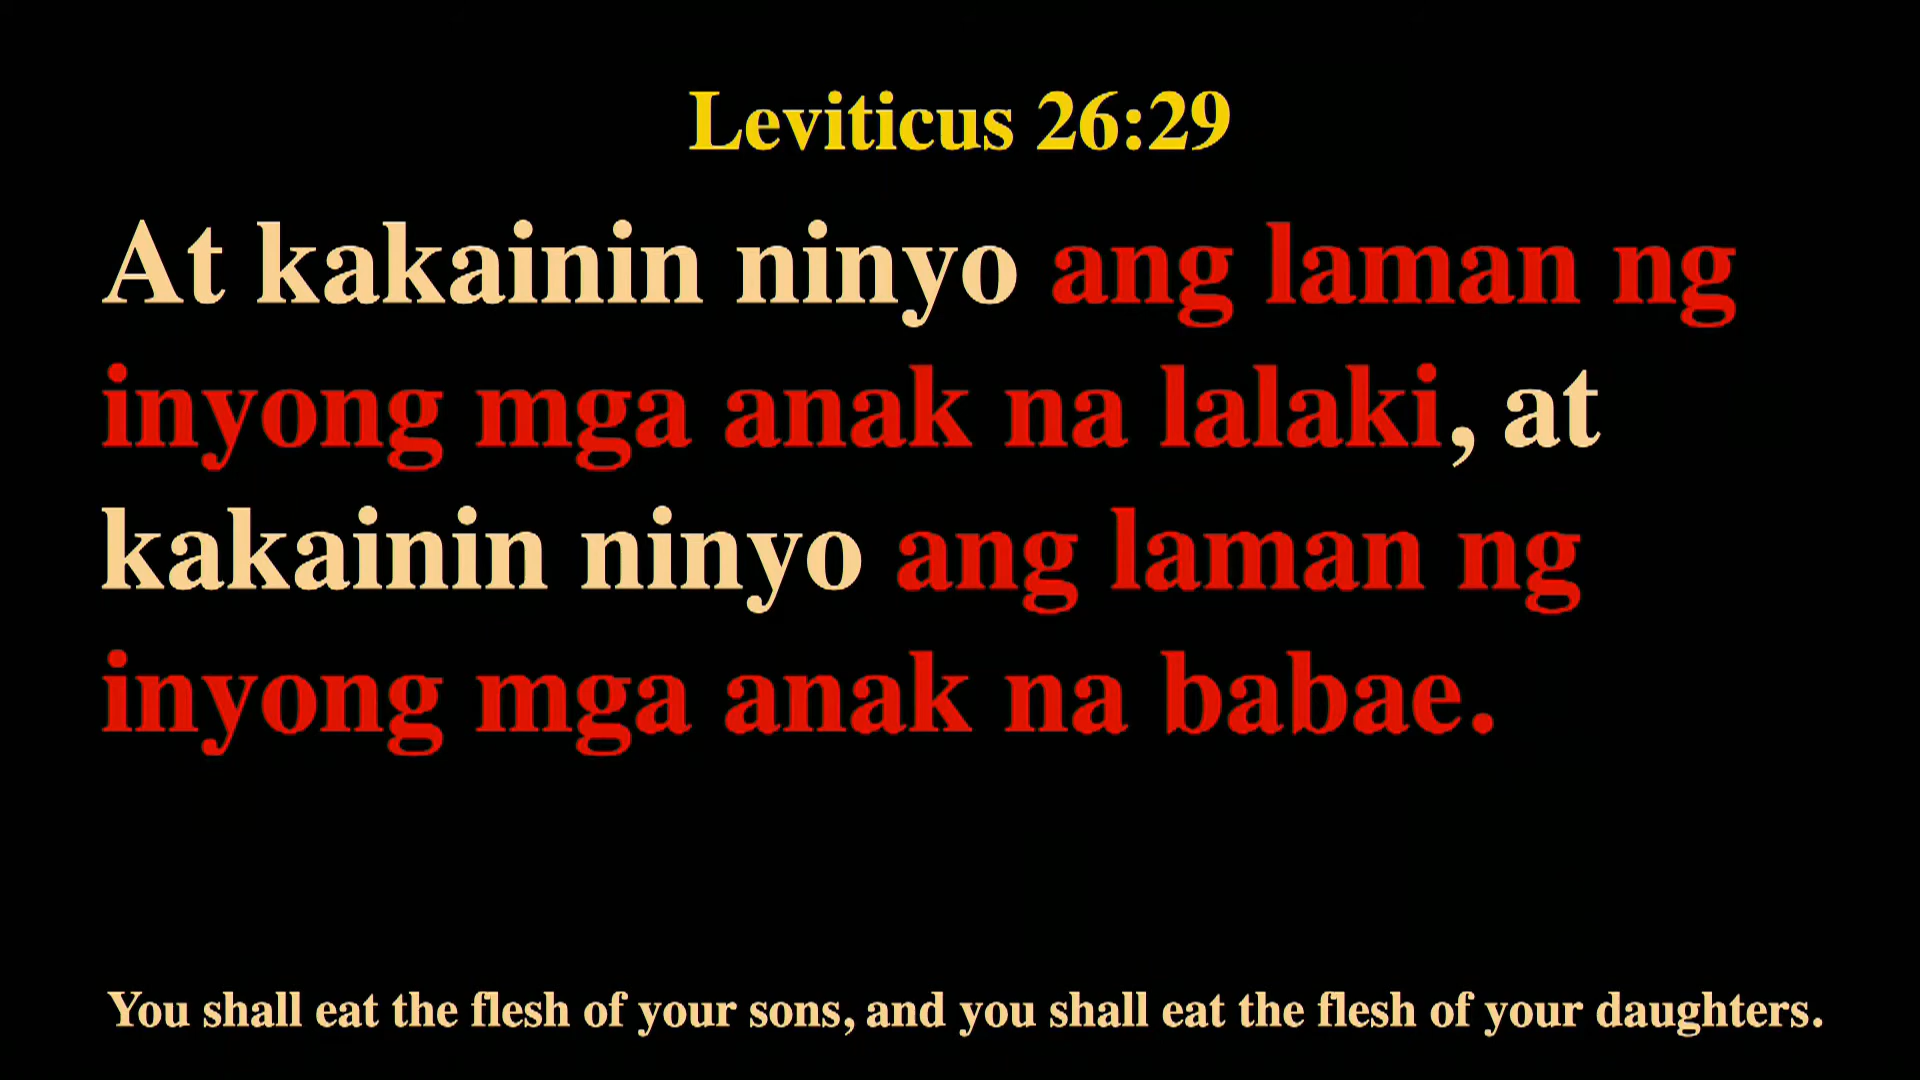 Leviticus 26:29
At kakainin ninyo ang laman ng
inyong mga anak na lalaki, at
kakainin ninyo ang laman ng
inyong mga anak na babae.
You shall eat the flesh of your sons, and you shall eat the flesh of your daughters.